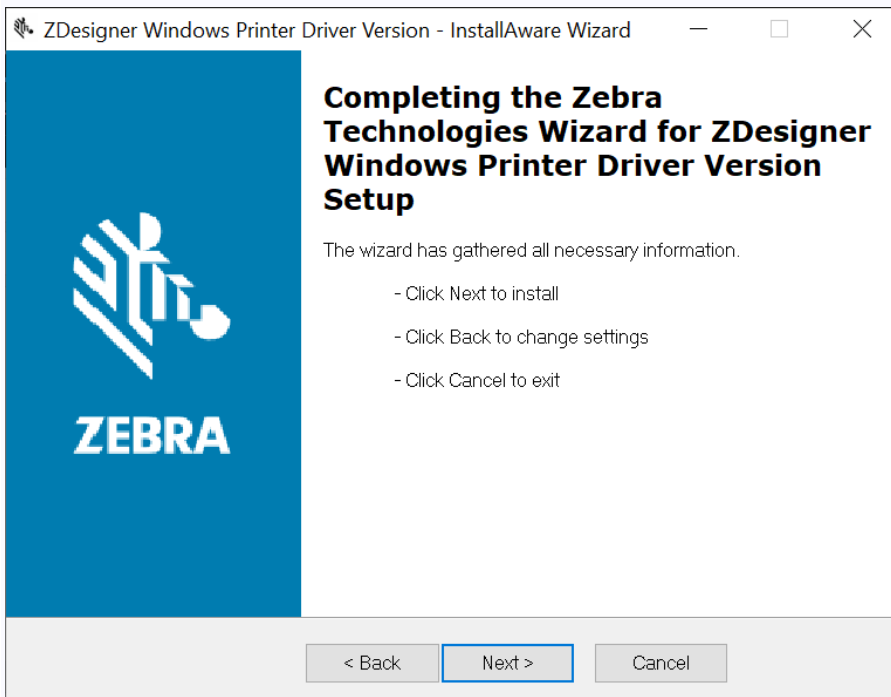 ZDesigner Windows Printer Driver Version - InstallAware Wizard
Completing the Zebra
Technologies Wizard for ZDesigner
Windows Printer Driver Version
Setup
The wizard has gathered all necessary information.
- Click Next to install
- Click Back to change settings
- Click Cancel to exit
ZEBRA
< Back
Next >
Cancel